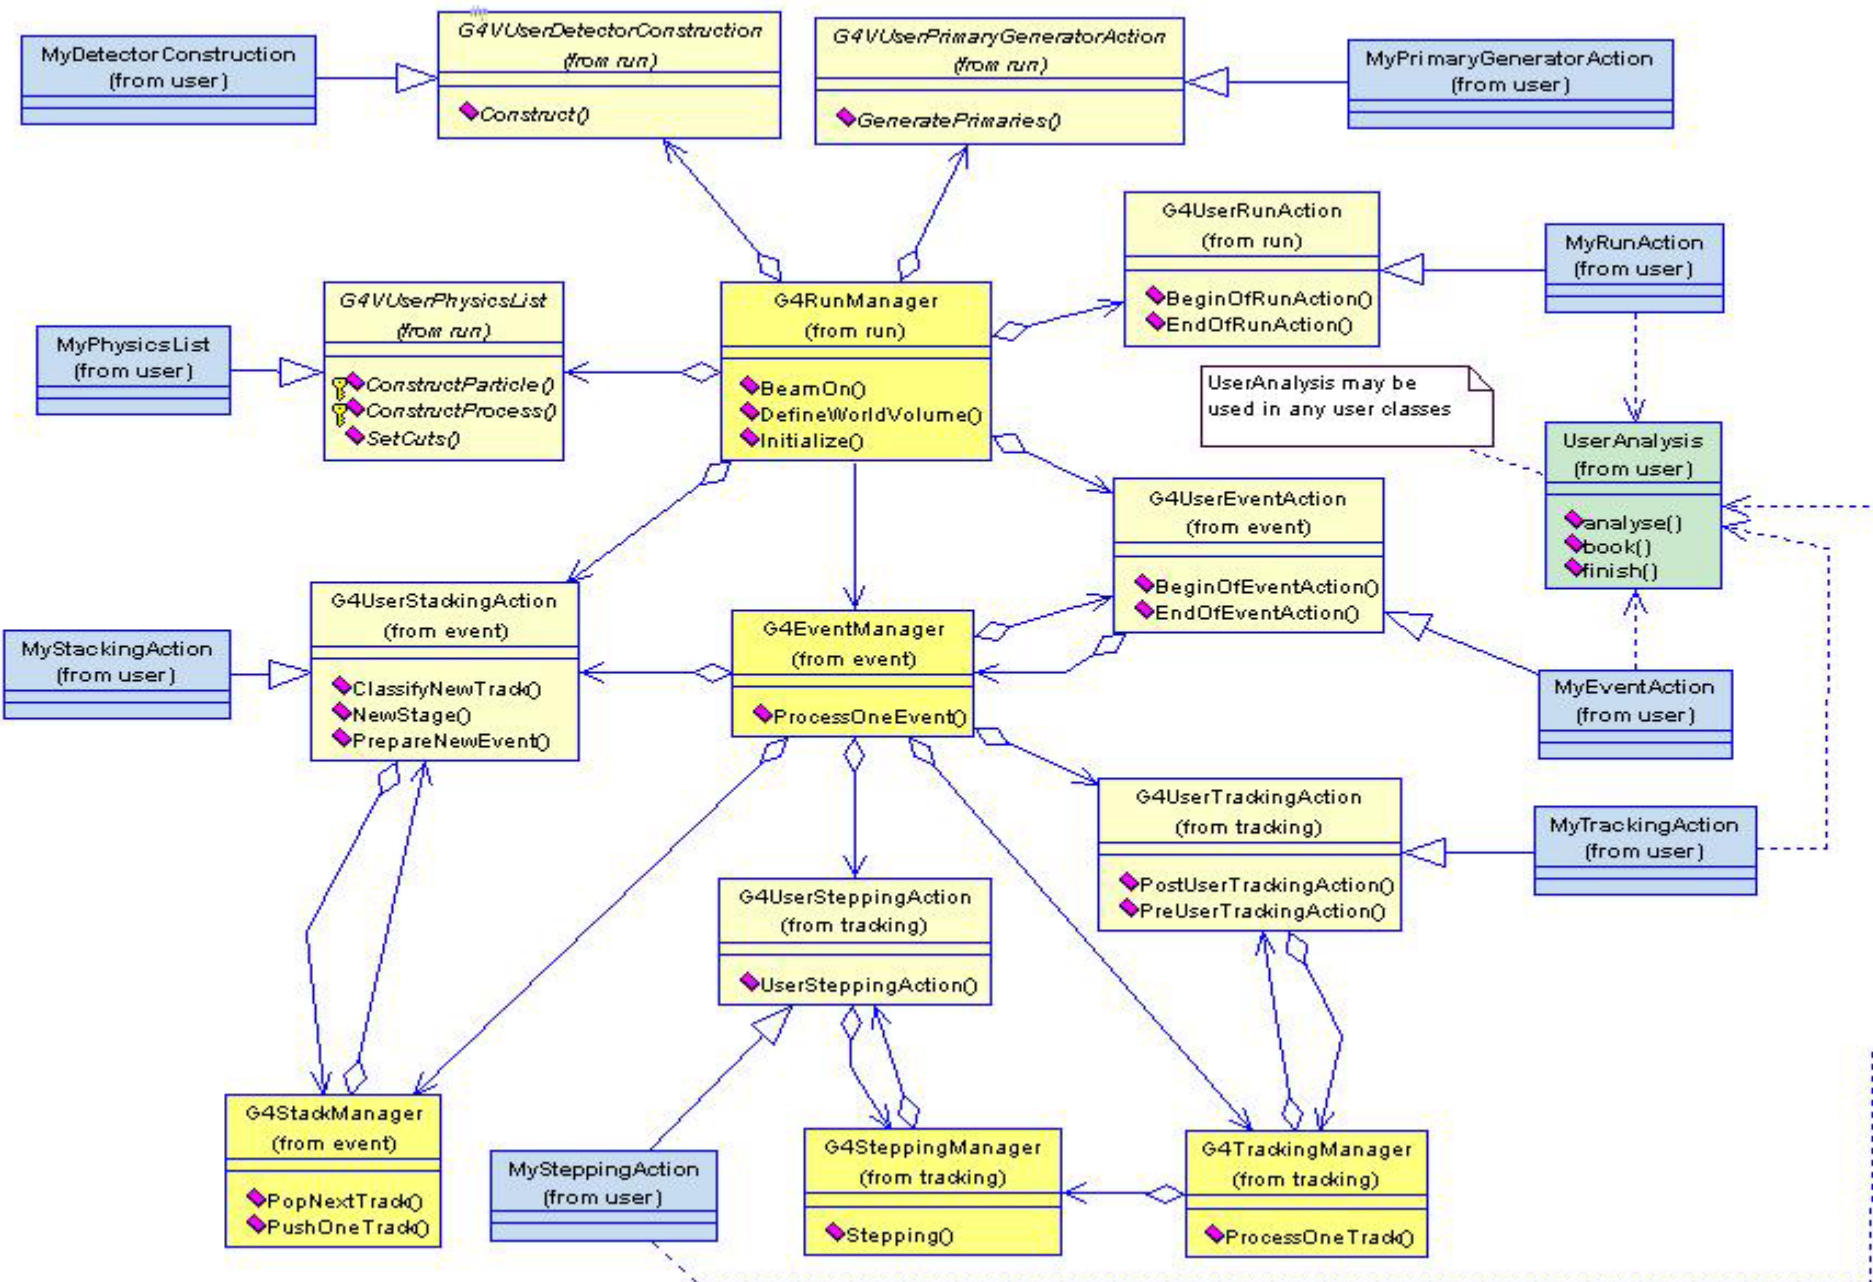 MyDetectorConstruction
(from user)
G4VUserDetectorConstruction
(from run)
Construct()
G4VUserPrimaryGeneratorAction
(from run)
GeneratePrimaries()
MyPrimaryGeneratorAction
(from user)
G4UserRunAction
(from run)
BeginOfRunAction()
EndOfRunAction()
MyRunAction
(from user)
G4VUserPhysicsList
(from run)
ConstructParticle()
ConstructProcess()
SetCuts()
MyPhysicsList
(from user)
G4RunManager
(from run)
BeamOn()
DefineWorldVolume()
Initialize()
UserAnalysis may be
used in any user classes
UserAnalysis
(from user)
analyse()
book()
finish()
G4UserEventAction
(from event)
BeginOfEventAction()
EndOfEventAction()
G4UserStackingAction
(from event)
ClassifyNewTrack()
NewStage()
PrepareNewEvent()
MyStackingAction
(from user)
G4EventManager
(from event)
ProcessOneEvent()
MyEventAction
(from user)
G4UserTrackingAction
(from tracking)
PostUserTrackingAction()
PreUserTrackingAction()
MyTrackingAction
(from user)
G4UserSteppingAction
(from tracking)
UserSteppingAction()
G4StackManager
(from event)
PopNextTrack()
PushOneTrack()
MySteppingAction
(from user)
G4SteppingManager
(from tracking)
Stepping()
G4TrackingManager
(from tracking)
ProcessOneTrack()